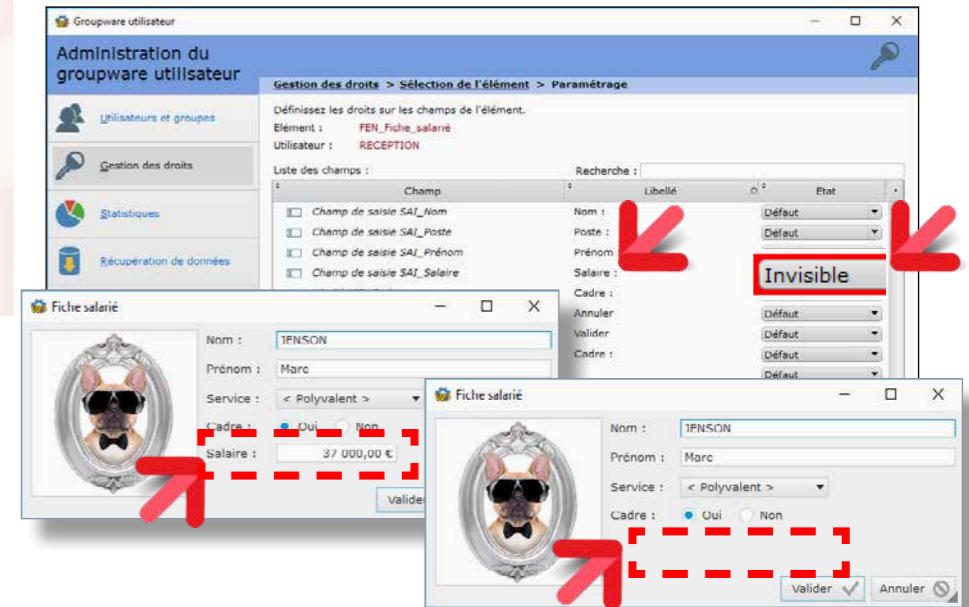 Groupware utilisateur
Administration du
groupware utilisateur
Gestion des droits > Sélection de l'élément > Paramétrage
Utilisateurs et groupes
Gestion des droits
Statistiques
Récupération de données
Définissez les droits sur les champs de l'élément.
Elément : FEN_Fiche_salarié
Utilisateur : RECEPTION
Liste des champs : Recherche :
Champ Libellé Etat
Champ de saisie SAI_Nom Nom : Défaut
Champ de saisie SAI_Poste Poste : Défaut
Champ de saisie SAI_Prénom Prénom
Champ de saisie SAI_Salaire Salaire : Invisible
Cadre :
Annuler Défaut
Valider Défaut
Cadre : Défaut
Défaut
Fiche salarié
Nom : JENSON
Prénom : Marc
Service : < Polyvalent >
Cadre : Oui Non
Salaire : 37 000,00 €
Valider
Fiche salarié
Nom : JENSON
Prénom : Marc
Service : < Polyvalent >
Cadre : Oui Non
Valider Annuler